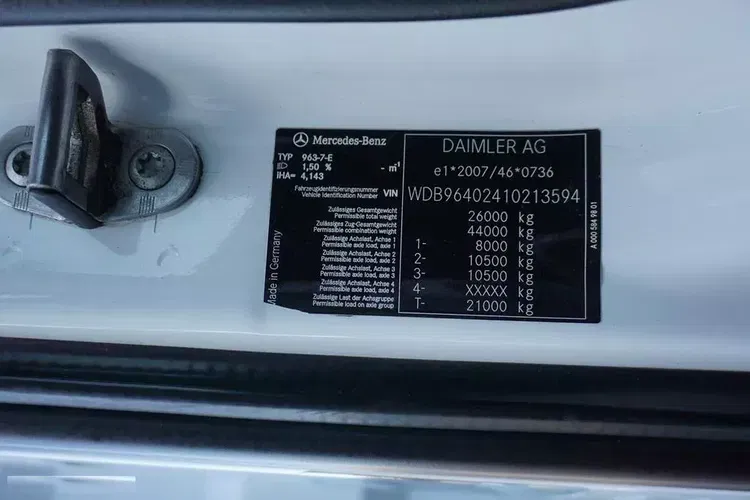 Mercedes-Benz
TYP 963-7-E
1,50 % - m⁻¹
iHA= 4,143
DAIMLER AG
e1*2007/46*0736
Fahrzeugidentifizierungsnummer
Vehicle Identification Number VIN
WDB96402410213594
Zulässiges Gesamtgewicht
Permissible total weight 26000 kg
Zulässiges Zug-Gesamtgewicht
Permissible combination weight 44000 kg
Zulässige Achslast, Achse 1
Permissible axle load, axle 1 1- 8000 kg
Zulässige Achslast, Achse 2
Permissible axle load, axle 2 2- 10500 kg
Zulässige Achslast, Achse 3
Permissible axle load, axle 3 3- 10500 kg
Zulässige Achslast, Achse 4
Permissible axle load, axle 4 4- XXXXX kg
Zulässige Last der Achsgruppe
Permissible load on axle group T- 21000 kg
Made in Germany
A 000 584 98 01